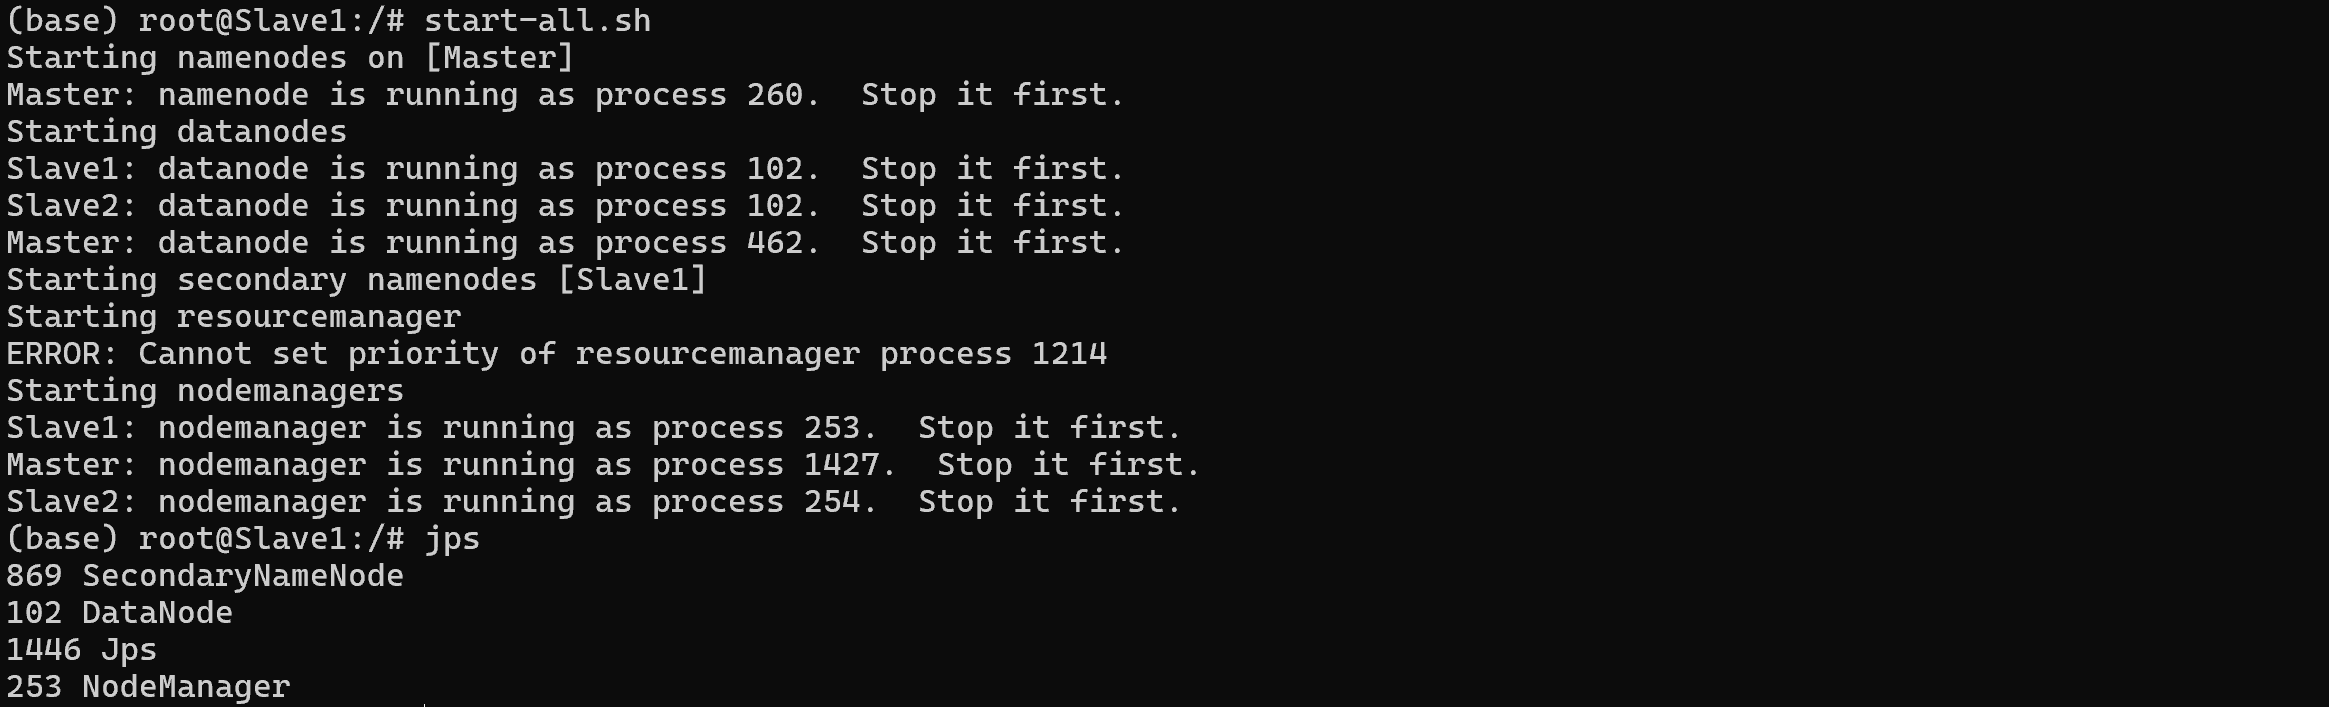 (base) root@Slave1:/# start-all.sh
Starting namenodes on [Master]
Master: namenode is running as process 260.  Stop it first.
Starting datanodes
Slave1: datanode is running as process 102.  Stop it first.
Slave2: datanode is running as process 102.  Stop it first.
Master: datanode is running as process 462.  Stop it first.
Starting secondary namenodes [Slave1]
Starting resourcemanager
ERROR: Cannot set priority of resourcemanager process 1214
Starting nodemanagers
Slave1: nodemanager is running as process 253.  Stop it first.
Master: nodemanager is running as process 1427.  Stop it first.
Slave2: nodemanager is running as process 254.  Stop it first.
(base) root@Slave1:/# jps
869 SecondaryNameNode
102 DataNode
1446 Jps
253 NodeManager